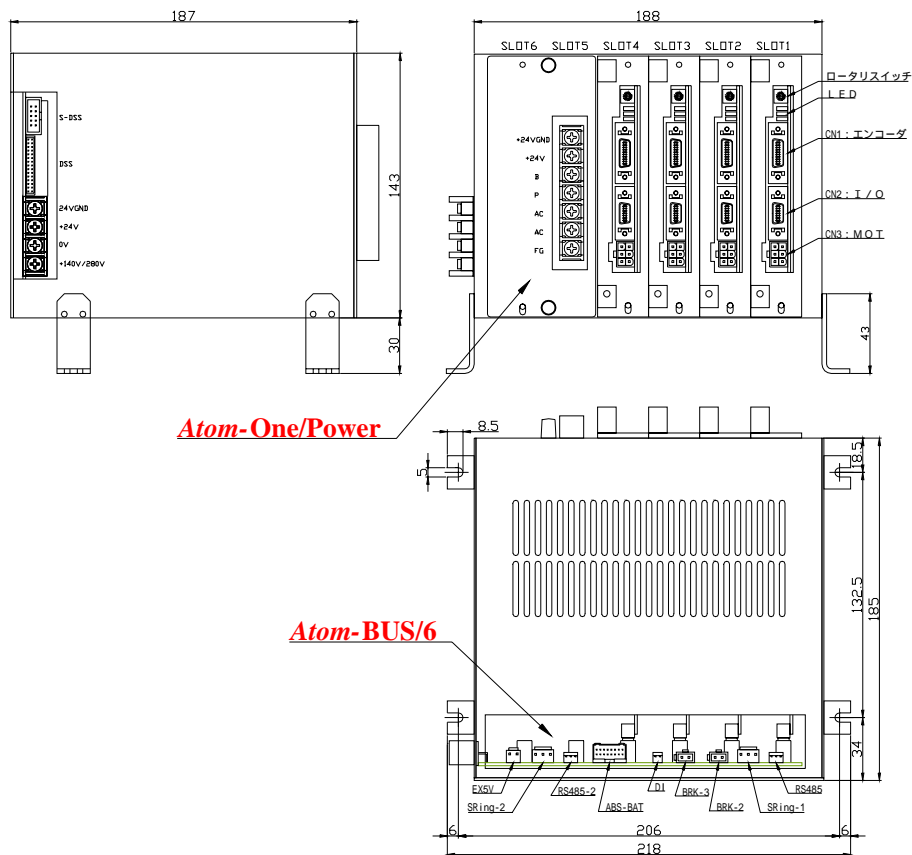 187
188
SLOT6 SLOT5 SLOT4 SLOT3 SLOT2 SLOT1
ロータリスイッチ
LED
CN1:エンコーダ
CN2:I/O
CN3:MOT
S-DSS
DSS
24VGND
+24V
0V
+140V/280V
143
30
+24VGND
+24V
B
P
AC
AC
FG
43
Atom-One/Power
8.5
5
18.5
132.5
185
34
Atom-BUS/6
EX5V
SRing-2
RS485-2
ABS-BAT
D1
BRK-3
BRK-2
SRing-1
RS485
6
206
6
218